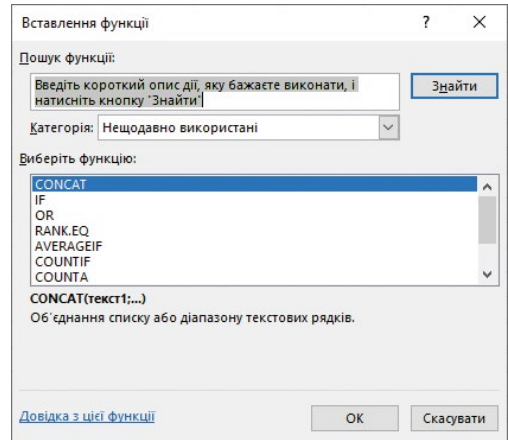 Вставлення функції
?
Пошук функції:
Введіть короткий опис дії, яку бажаєте виконати, і
натисніть кнопку "Знайти"
Знайти
Категорія: Нещодавно використані
Виберіть функцію:
CONCAT
IF
OR
RANK.EQ
AVERAGEIF
COUNTIF
COUNTA
CONCAT(текст1;...)
Об'єднання списку або діапазону текстових рядків.
Довідка з цієї функції
OK
Скасувати